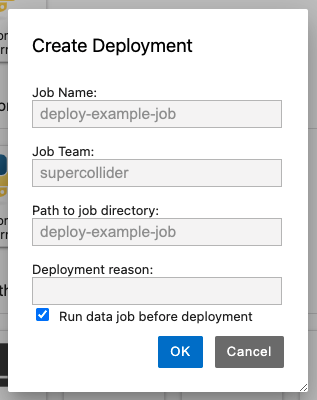 Create Deployment
Job Name:
deploy-example-job
Job Team:
supercollider
Path to job directory:
deploy-example-job
Deployment reason:
Run data job before deployment
OK
Cancel